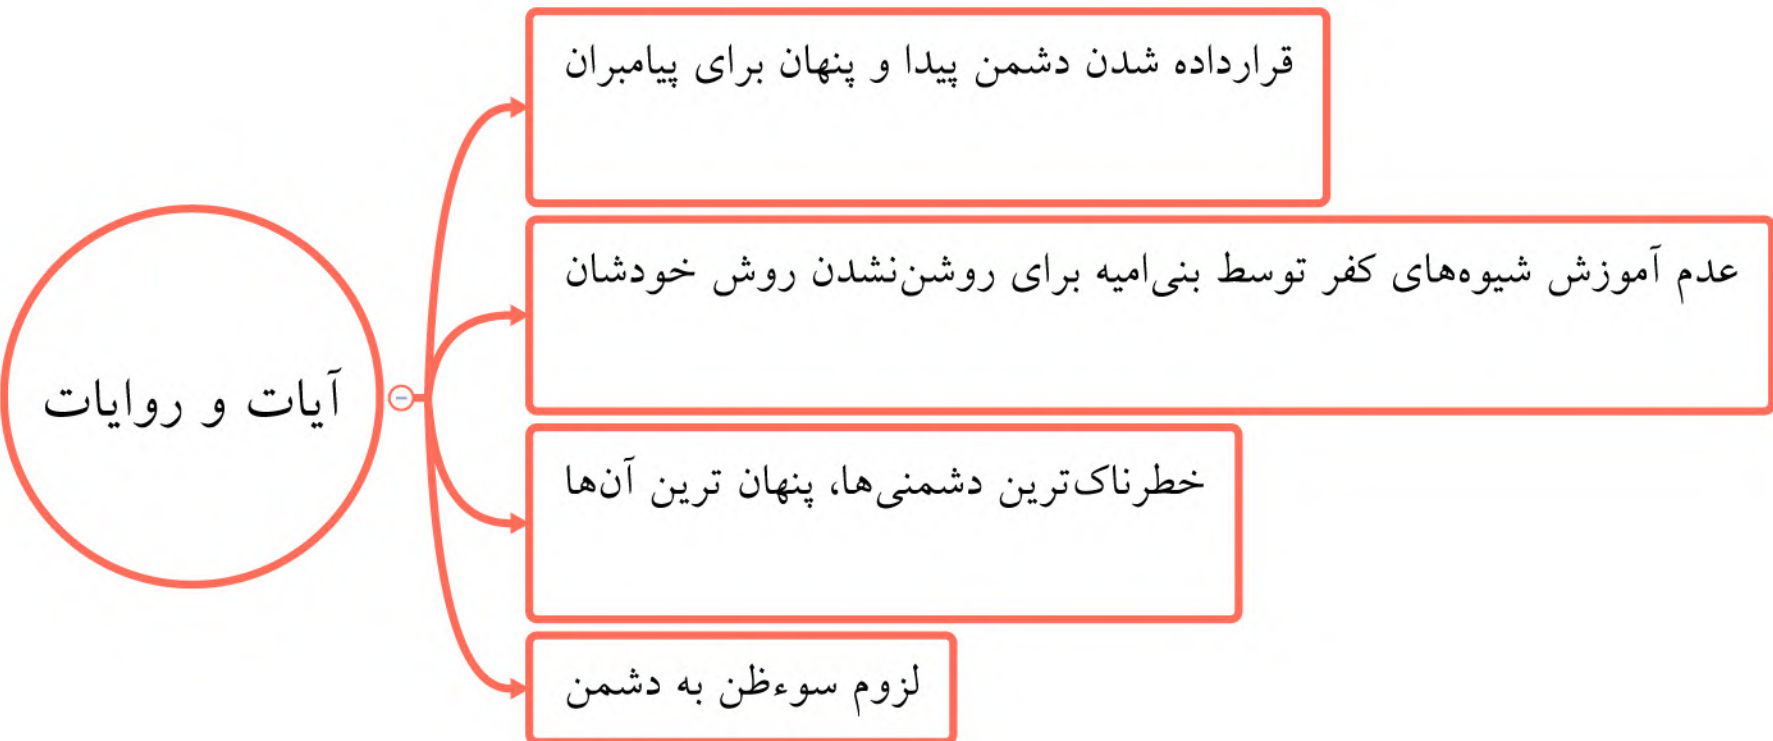 آیات و روایات
قرارداده شدن دشمن پیدا و پنهان برای پیامبران
عدم آموزش شیوه‌های کفر توسط بنی‌امیه برای روشن‌نشدن روش خودشان
خطرناک‌ترین دشمنی‌ها، پنهان ترین آن‌ها
لزوم سوءظن به دشمن